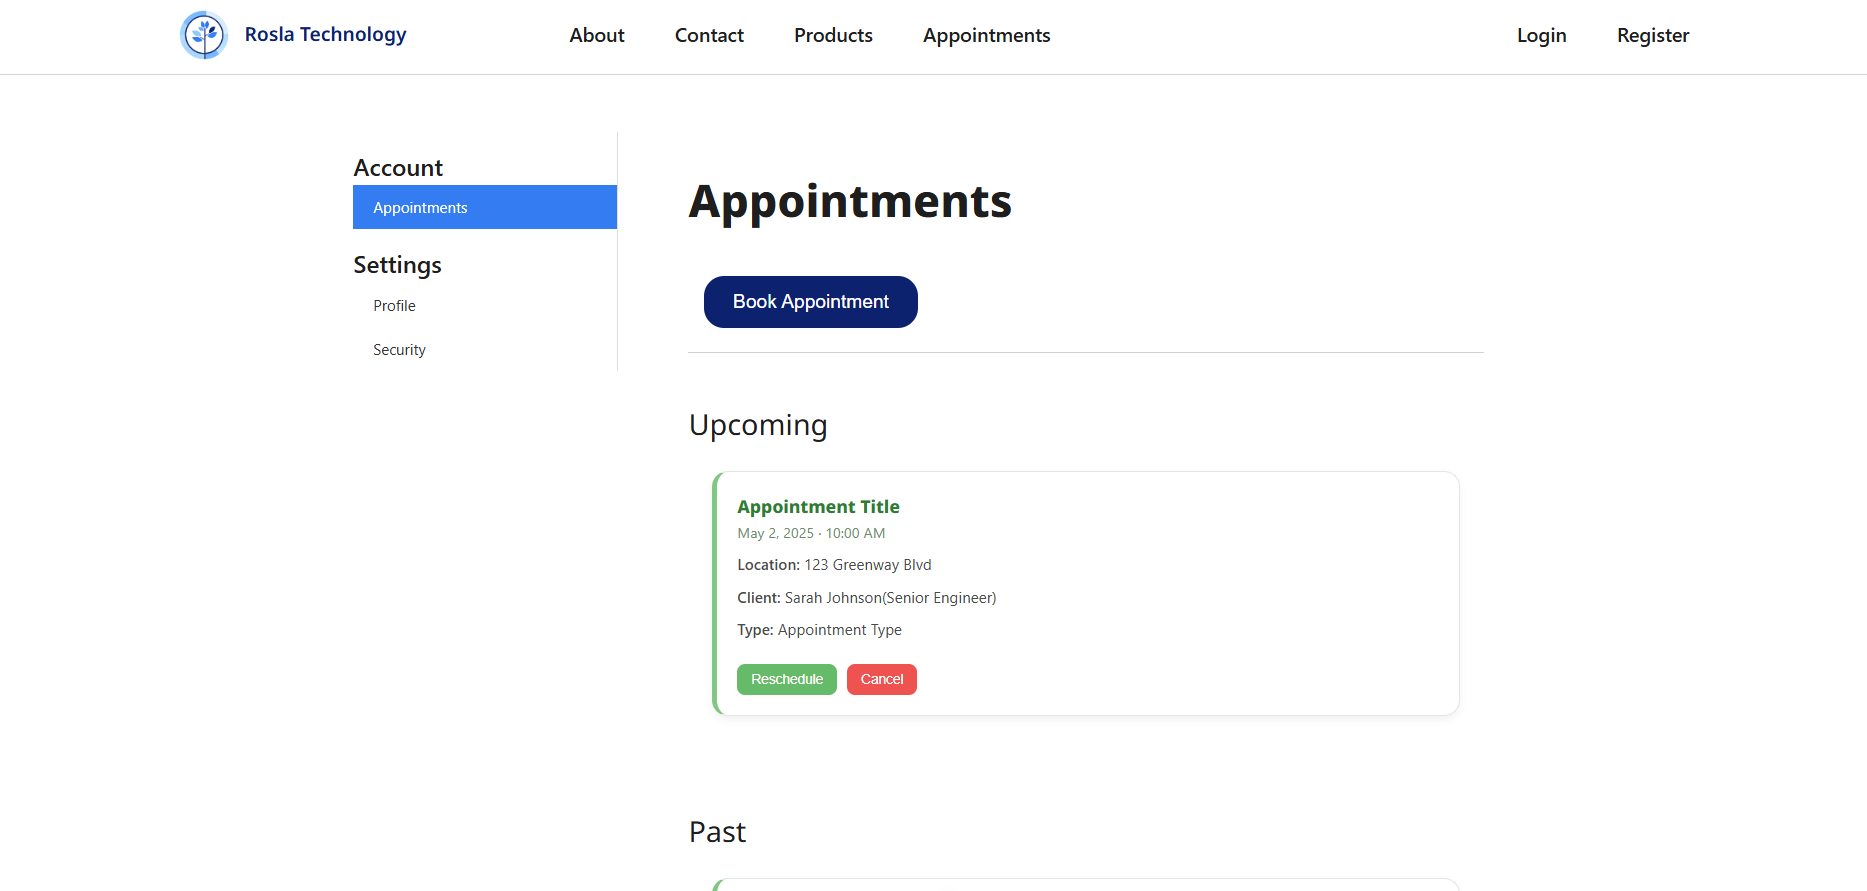 Rosla Technology
About
Contact
Products
Appointments
Login
Register
Account
Appointments
Settings
Profile
Security
Appointments
Book Appointment
Upcoming
Appointment Title
May 2, 2025 · 10:00 AM
Location: 123 Greenway Blvd
Client: Sarah Johnson(Senior Engineer)
Type: Appointment Type
Reschedule
Cancel
Past